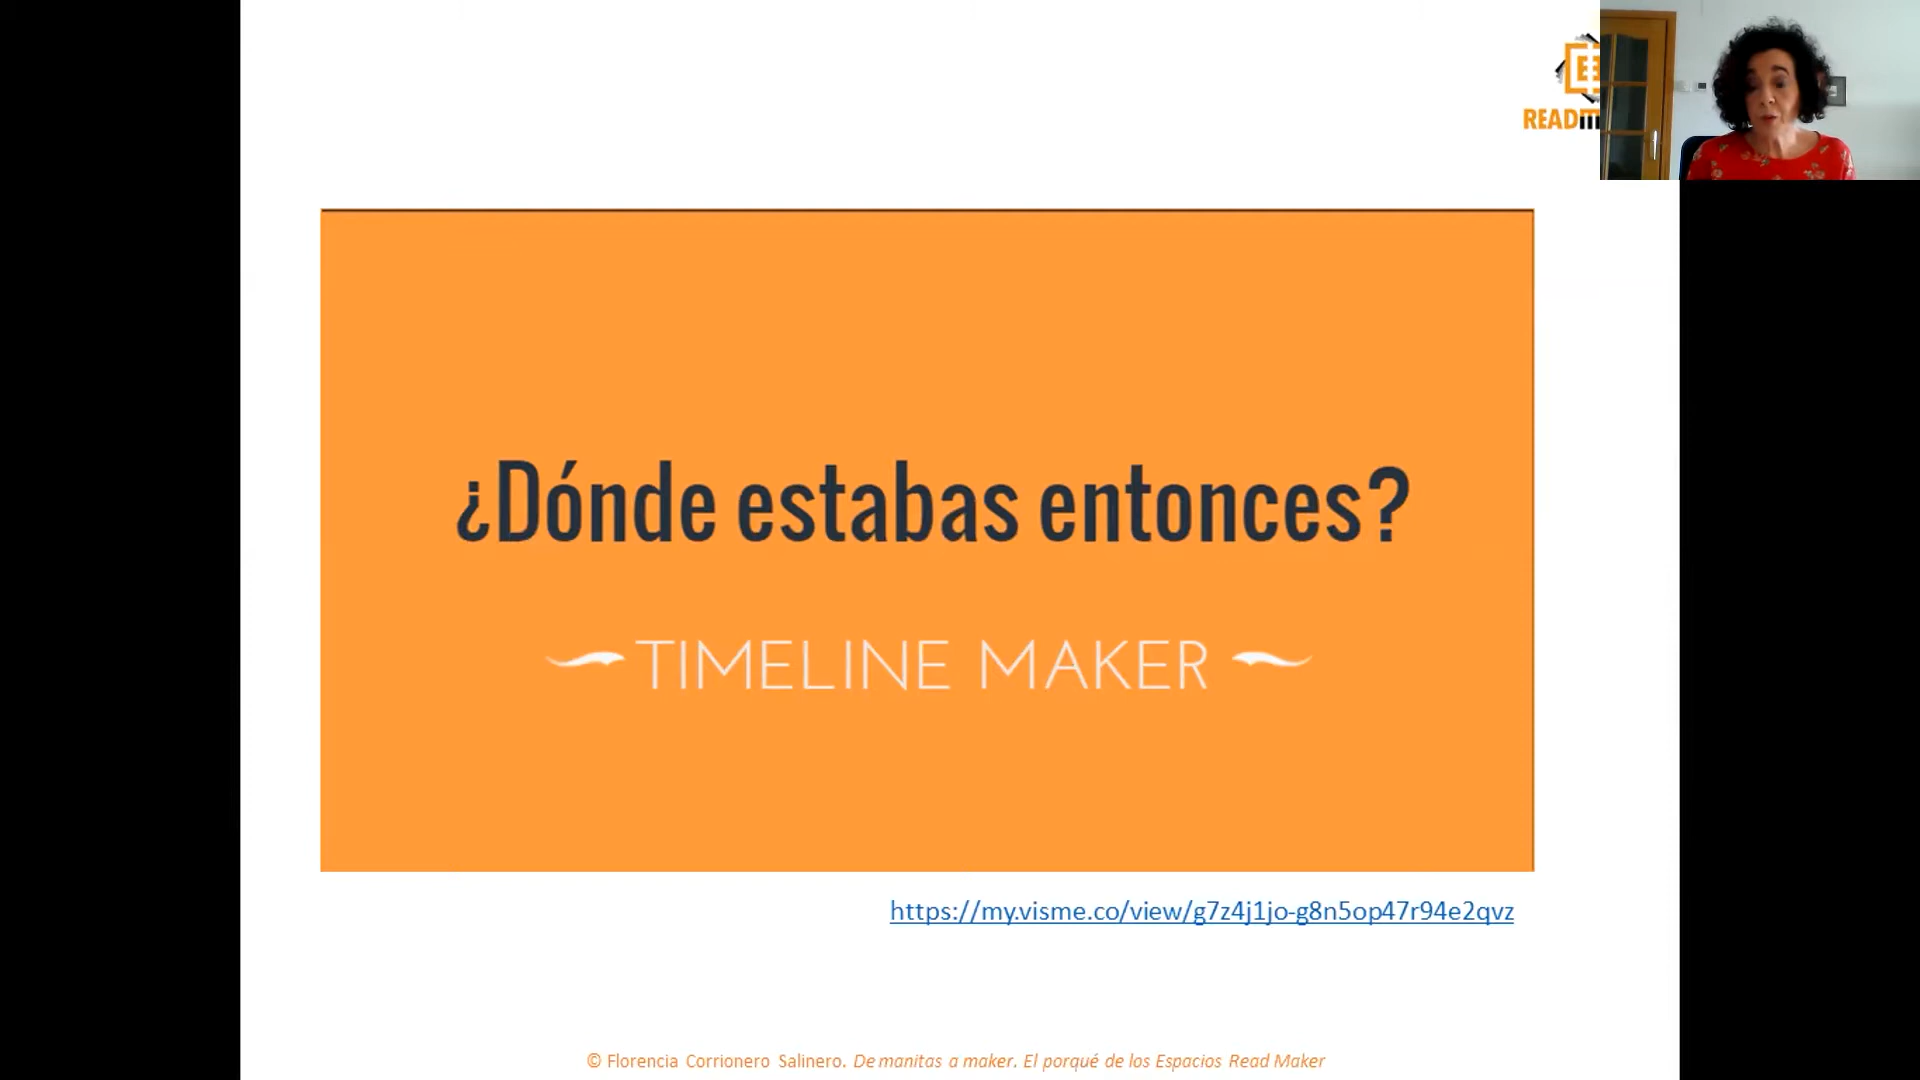 READm
¿Dónde estabas entonces?
TIMELINE MAKER
https://my.visme.co/view/g7z4j1jo-g8n5op47r94e2qvz
© Florencia Corrionero Salinero. De manitas a maker. El porqué de los Espacios Read Maker